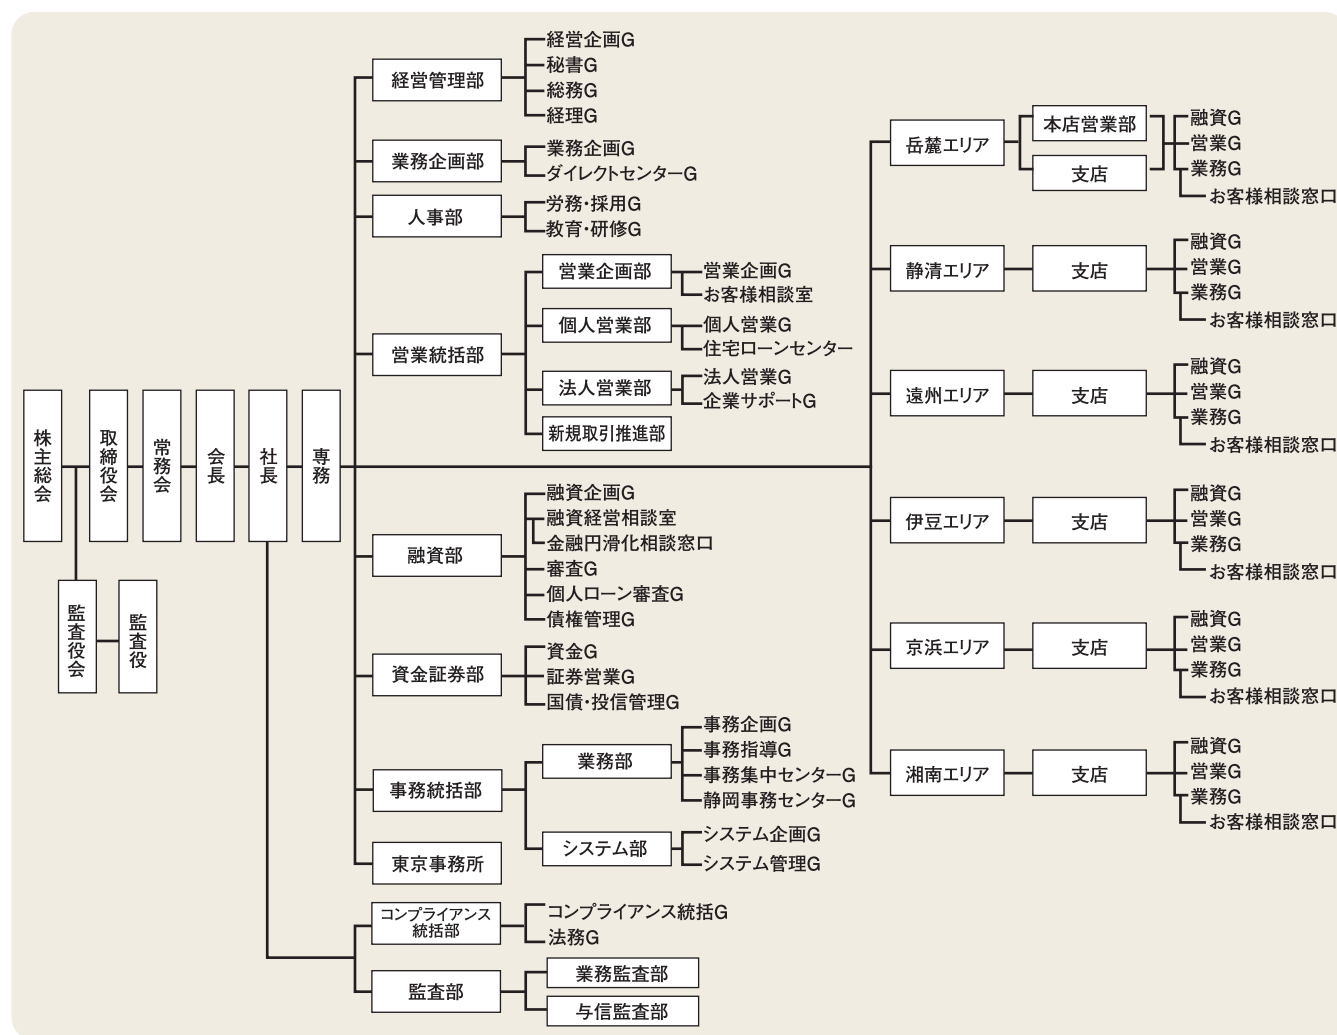 株主総会
取締役会
常務会
会長
社長
専務
監査役会
監査役
経営管理部
経営企画G
秘書G
総務G
経理G
業務企画部
業務企画G
ダイレクトセンターG
人事部
労務・採用G
教育・研修G
営業統括部
営業企画部
営業企画G
お客様相談室
個人営業部
個人営業G
住宅ローンセンター
法人営業部
法人営業G
企業サポートG
新規取引推進部
融資部
融資企画G
融資経営相談室
金融円滑化相談窓口
審査G
個人ローン審査G
債権管理G
資金証券部
資金G
証券営業G
国債・投信管理G
事務統括部
業務部
事務企画G
事務指導G
事務集中センターG
静岡事務センターG
システム部
システム企画G
システム管理G
東京事務所
コンプライアンス
統括部
コンプライアンス統括G
法務G
監査部
業務監査部
与信監査部
岳麓エリア
本店営業部
支店
融資G
営業G
業務G
お客様相談窓口
静清エリア
支店
融資G
営業G
業務G
お客様相談窓口
遠州エリア
支店
融資G
営業G
業務G
お客様相談窓口
伊豆エリア
支店
融資G
営業G
業務G
お客様相談窓口
京浜エリア
支店
融資G
営業G
業務G
お客様相談窓口
湘南エリア
支店
融資G
営業G
業務G
お客様相談窓口